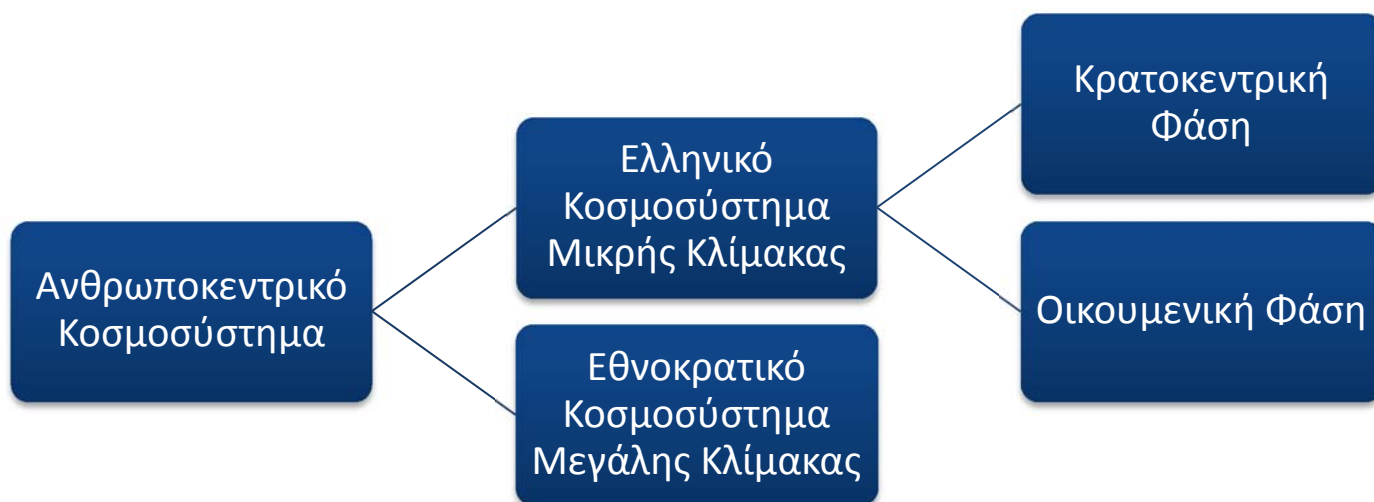 Ανθρωποκεντρικό
Κοσμοσύστημα
Ελληνικό
Κοσμοσύστημα
Μικρής Κλίμακας
Εθνοκρατικό
Κοσμοσύστημα
Μεγάλης Κλίμακας
Κρατοκεντρική
Φάση
Οικουμενική Φάση